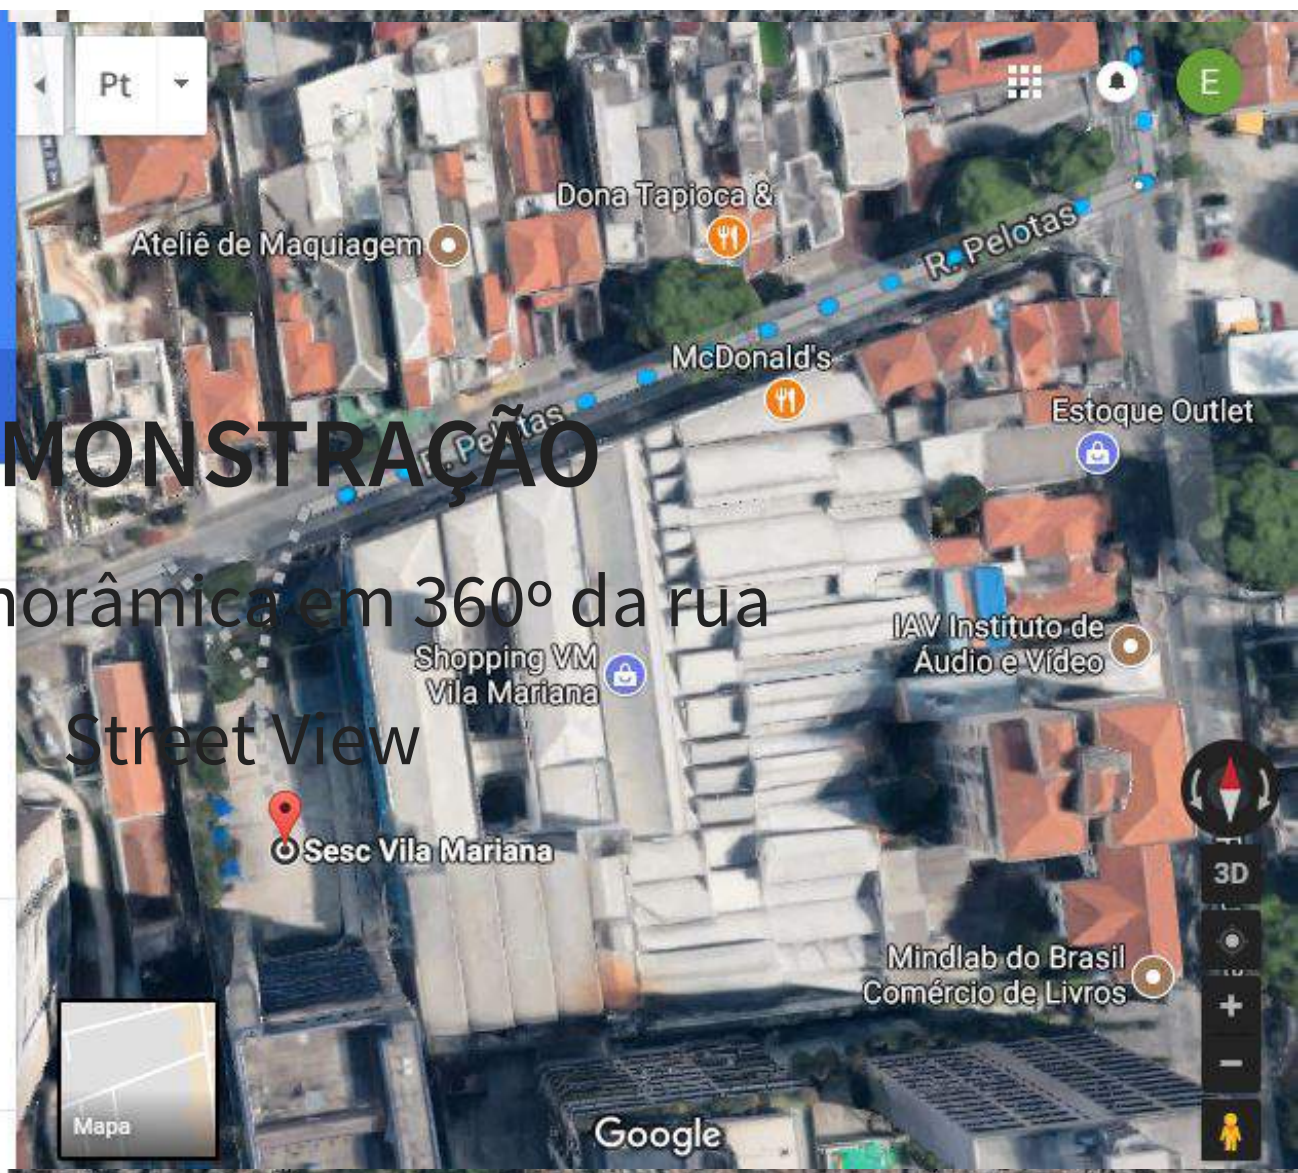 Pt
E
Dona Tapioca &
Ateliê de Maquiagem
R. Pelotas
McDonald's
Estoque Outlet
R. Pelotas
MONSTRAÇÃO
norâmica em 360º da rua
IAV Instituto de
Áudio e Vídeo
Shopping VM
Vila Mariana
Street View
Sesc Vila Mariana
3D
Mindlab do Brasil
Comércio de Livros
Mapa
Google